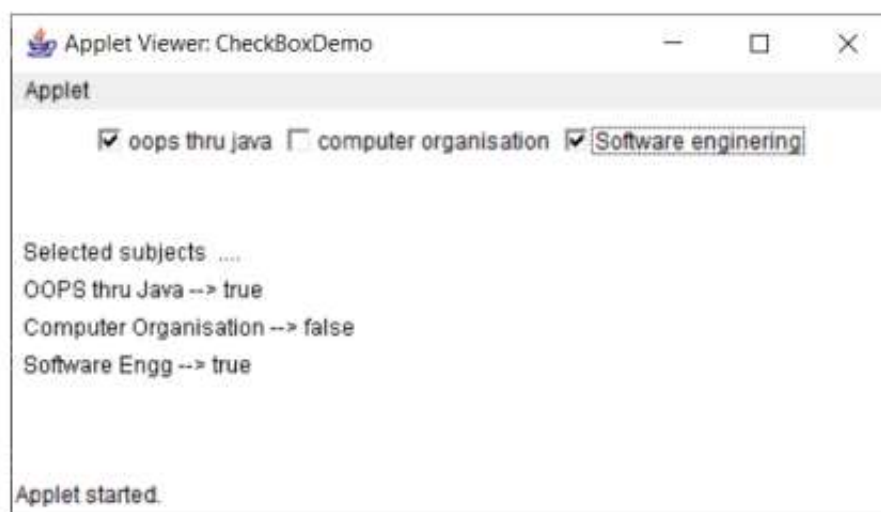 Applet Viewer: CheckBoxDemo
Applet
oops thru java computer organisation Software enginering
Selected subjects ....
OOPS thru Java --> true
Computer Organisation --> false
Software Engg --> true
Applet started.